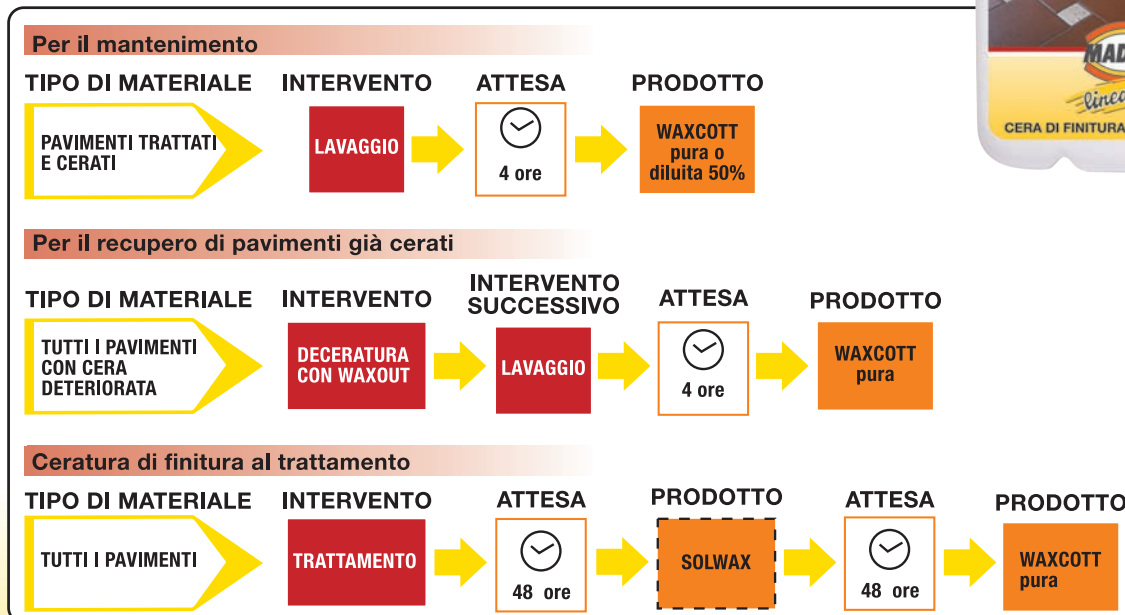 Per il mantenimento
TIPO DI MATERIALE INTERVENTO ATTESA PRODOTTO
PAVIMENTI TRATTATI
E CERATI
LAVAGGIO
4 ore
WAXCOTT
pura o
diluita 50%
CERA DI FINITURA
Per il recupero di pavimenti già cerati
TIPO DI MATERIALE INTERVENTO INTERVENTO
SUCCESSIVO ATTESA PRODOTTO
TUTTI I PAVIMENTI
CON CERA
DETERIORATA
DECERATURA
CON WAXOUT
LAVAGGIO
4 ore
WAXCOTT
pura
Ceratura di finitura al trattamento
TIPO DI MATERIALE INTERVENTO ATTESA PRODOTTO ATTESA PRODOTTO
TUTTI I PAVIMENTI
TRATTAMENTO
48 ore
SOLWAX
48 ore
WAXCOTT
pura